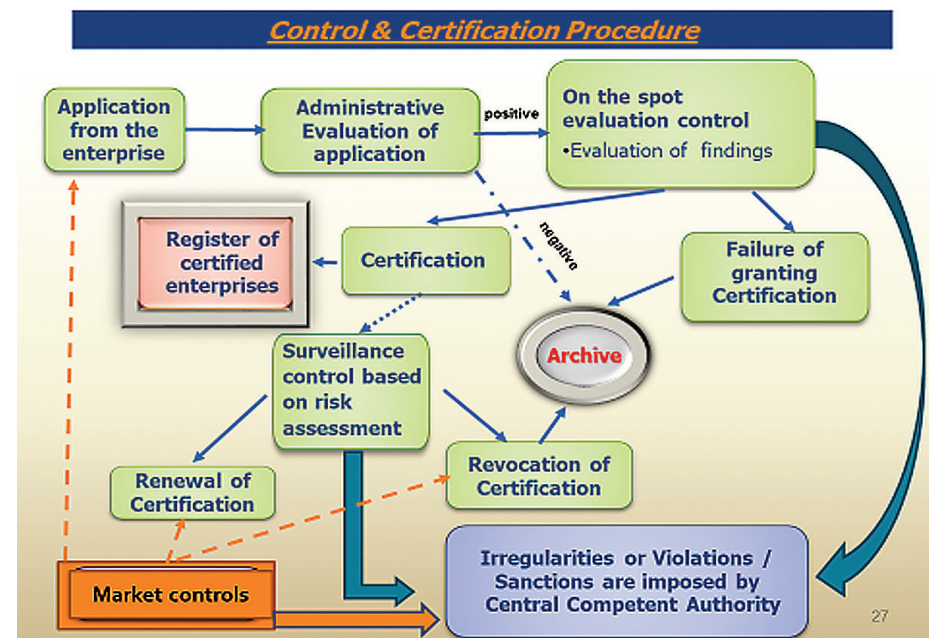 Control & Certification Procedure
Application
from the
enterprise
Administrative
Evaluation of
application
positive
On the spot
evaluation control
•Evaluation of findings
negative
Register of
certified
enterprises
Certification
Failure of
granting
Certification
Archive
Surveillance
control based
on risk
assessment
Renewal of
Certification
Revocation of
Certification
Market controls
Irregularities or Violations /
Sanctions are imposed by
Central Competent Authority
27